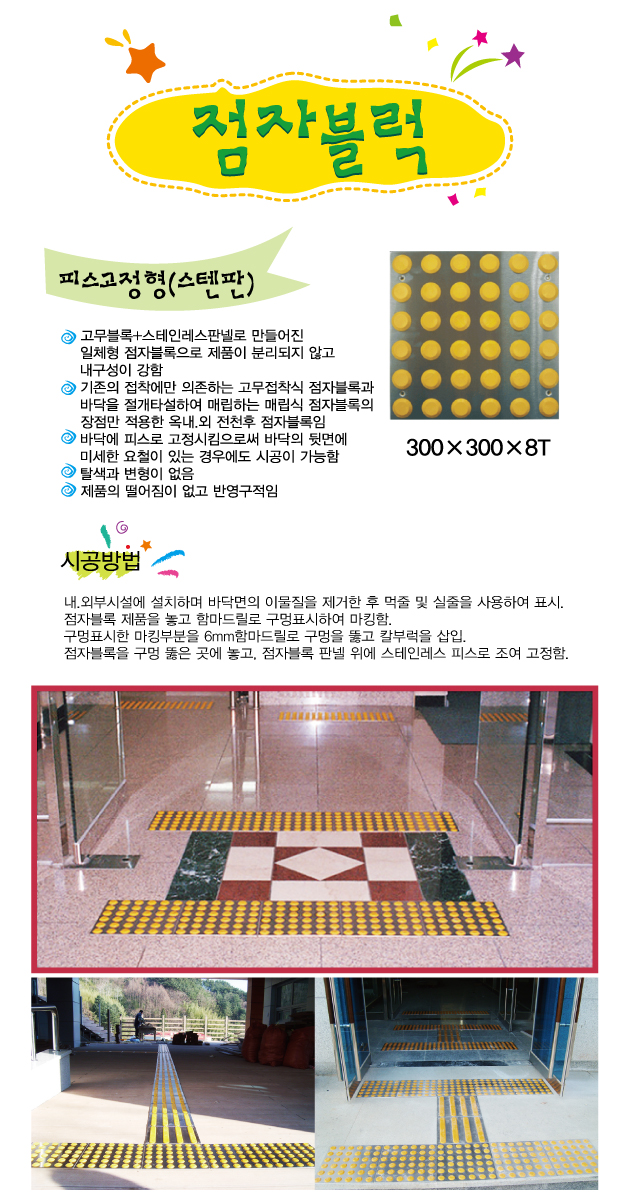 점자블럭
피스고정형(스텐판)
고무블록+스테인레스판넬로 만들어진
일체형 점자블록으로 제품이 분리되지 않고
내구성이 강함
기존의 접착에만 의존하는 고무접착식 점자블록과
바닥을 절개타설하여 매립하는 매립식 점자블록의
장점만 적용한 옥내.외 전천후 점자블록임
바닥에 피스로 고정시킴으로써 바닥의 뒷면에
미세한 요철이 있는 경우에도 시공이 가능함
탈색과 변형이 없음
제품의 떨어짐이 없고 반영구적임
300×300×8T
시공방법
내.외부시설에 설치하며 바닥면의 이물질을 제거한 후 먹줄 및 실줄을 사용하여 표시.
점자블록 제품을 놓고 함마드릴로 구멍표시하여 마킹함.
구멍표시한 마킹부분을 6mm함마드릴로 구멍을 뚫고 칼부럭을 삽입.
점자블록을 구멍 뚫은 곳에 놓고, 점자블록 판넬 위에 스테인레스 피스로 조여 고정함.